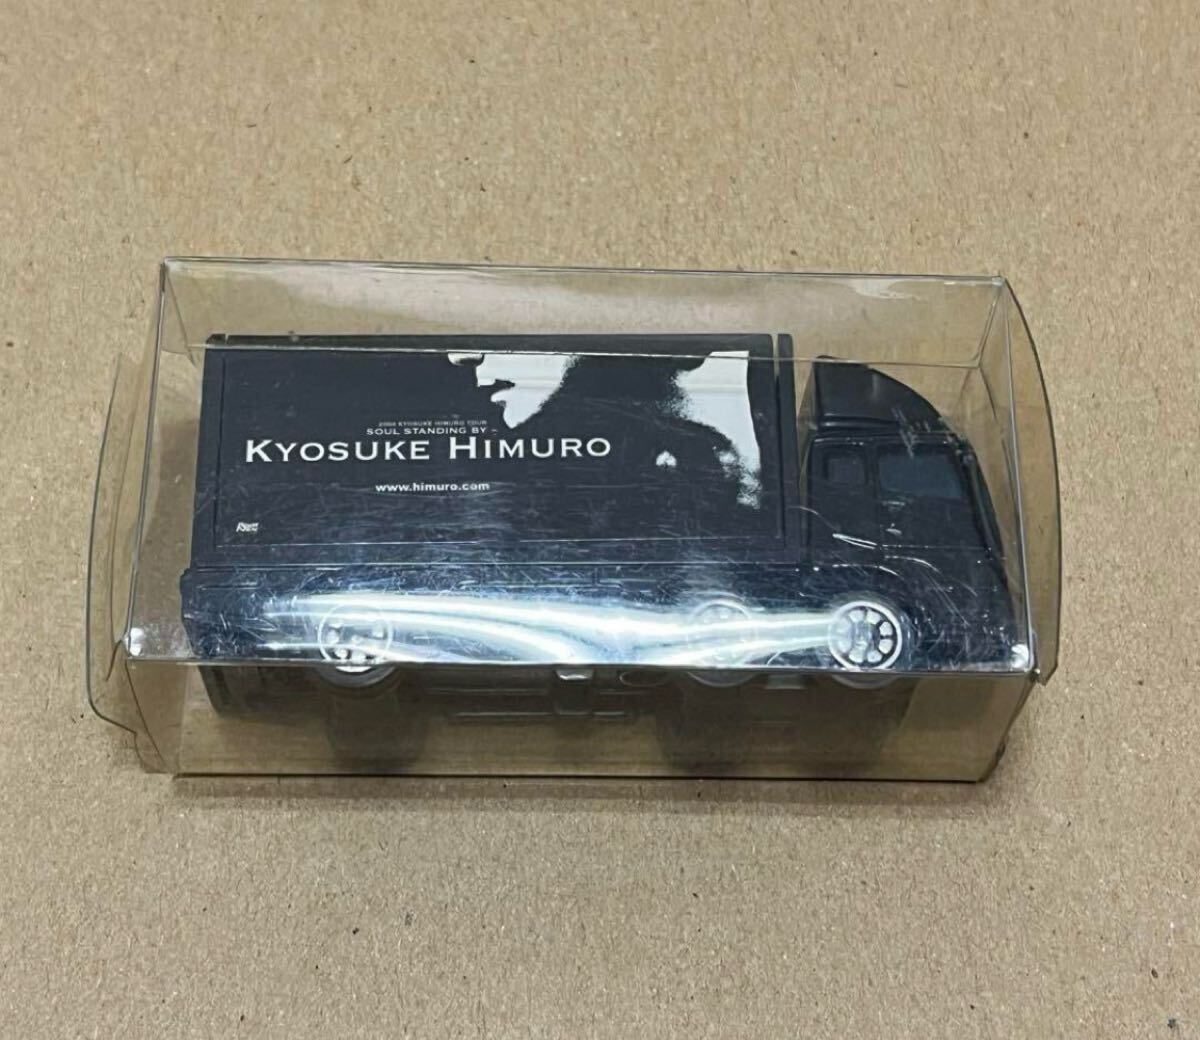 2004 KYOSUKE HIMURO TOUR
SOUL STANDING BY ~
KYOSUKE HIMURO
www.himuro.com